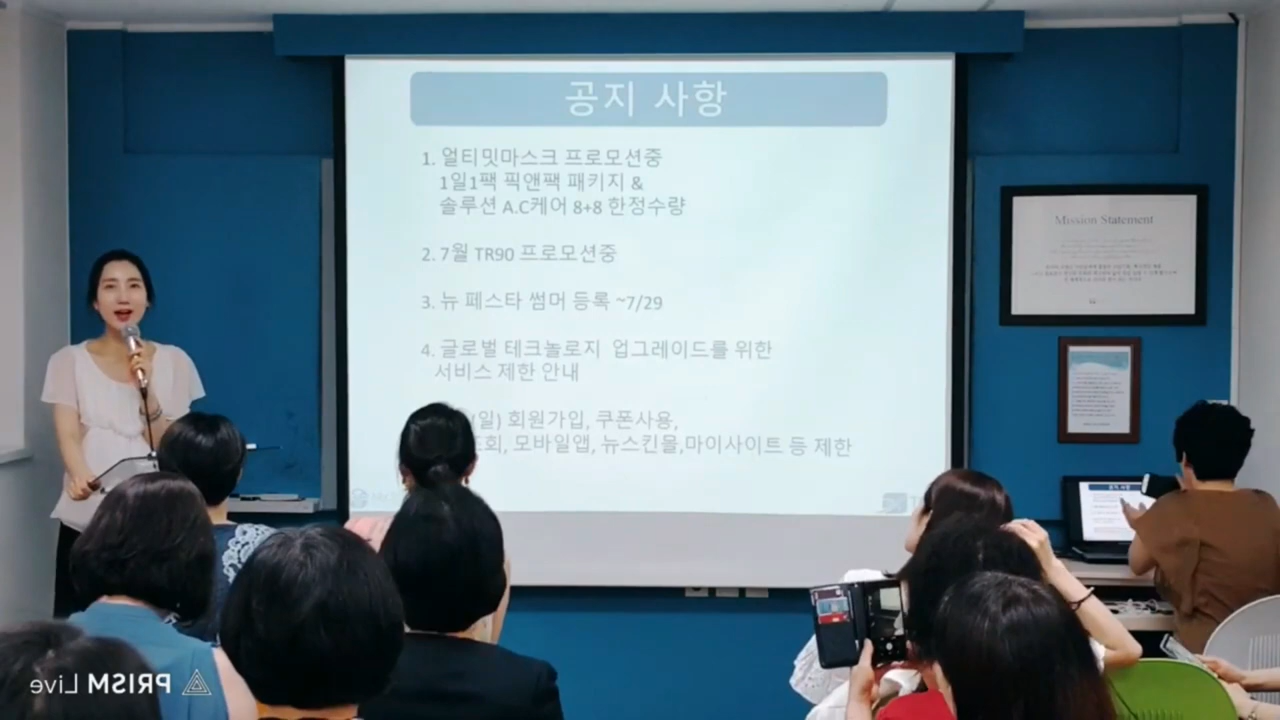 공지 사항
1. 얼티밋마스크 프로모션중
1일1팩 픽앤팩 패키지 &
솔루션 A.C케어 8+8 한정수량
2. 7월 TR90 프로모션중
3. 뉴 페스타 썸머 등록 ~7/29
4. 글로벌 테크놀로지 업그레이드를 위한
서비스 제한 안내
(일) 회원가입, 쿠폰사용,
모바일앱, 뉴스킨몰,마이사이트 등 제한
Mission Statement
공지 사항
PRISM Live